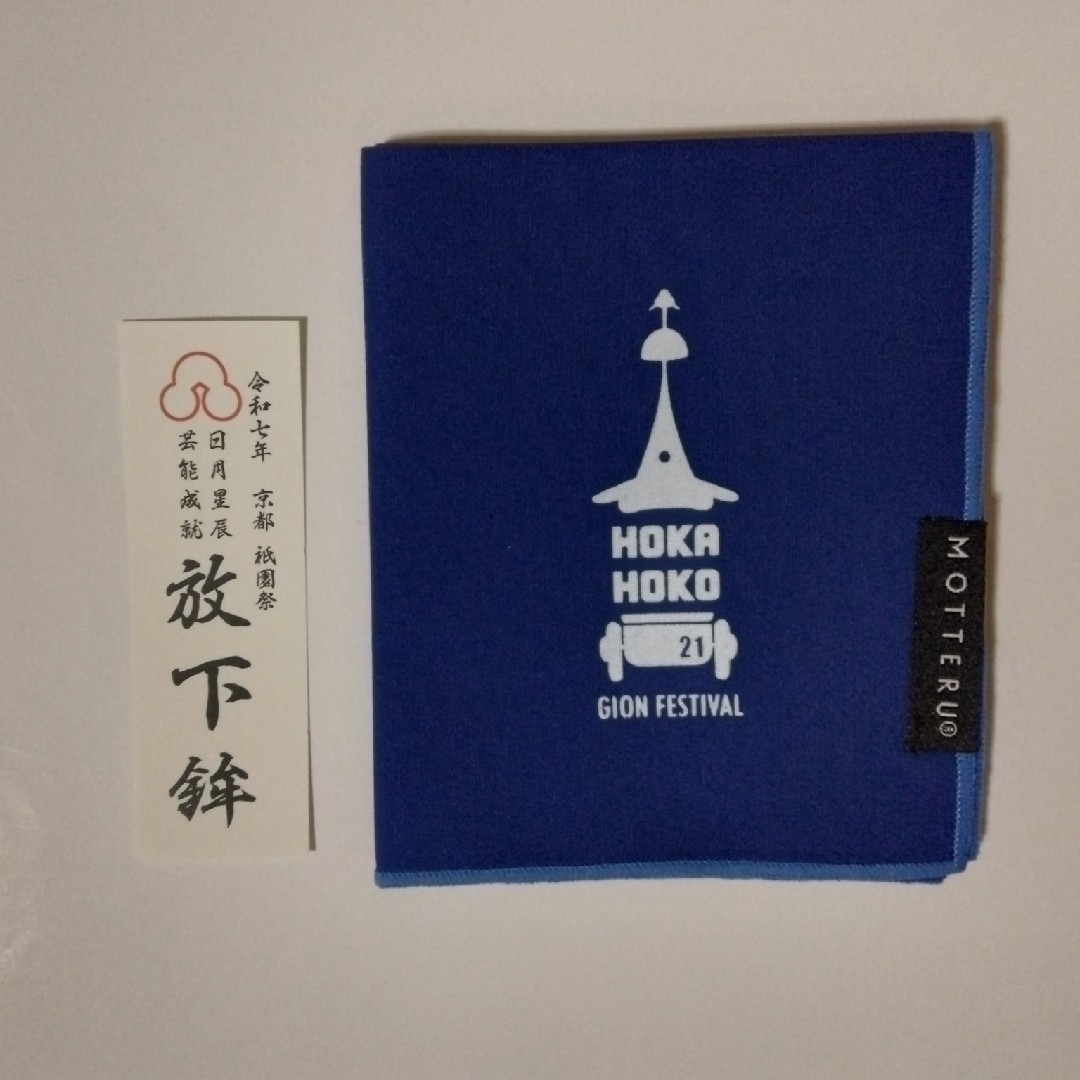 令和七年 京都 祇園祭
日月星辰
芸能成就
放下鉾
HOKA
HOKO
21
GION FESTIVAL
MOTTERU®